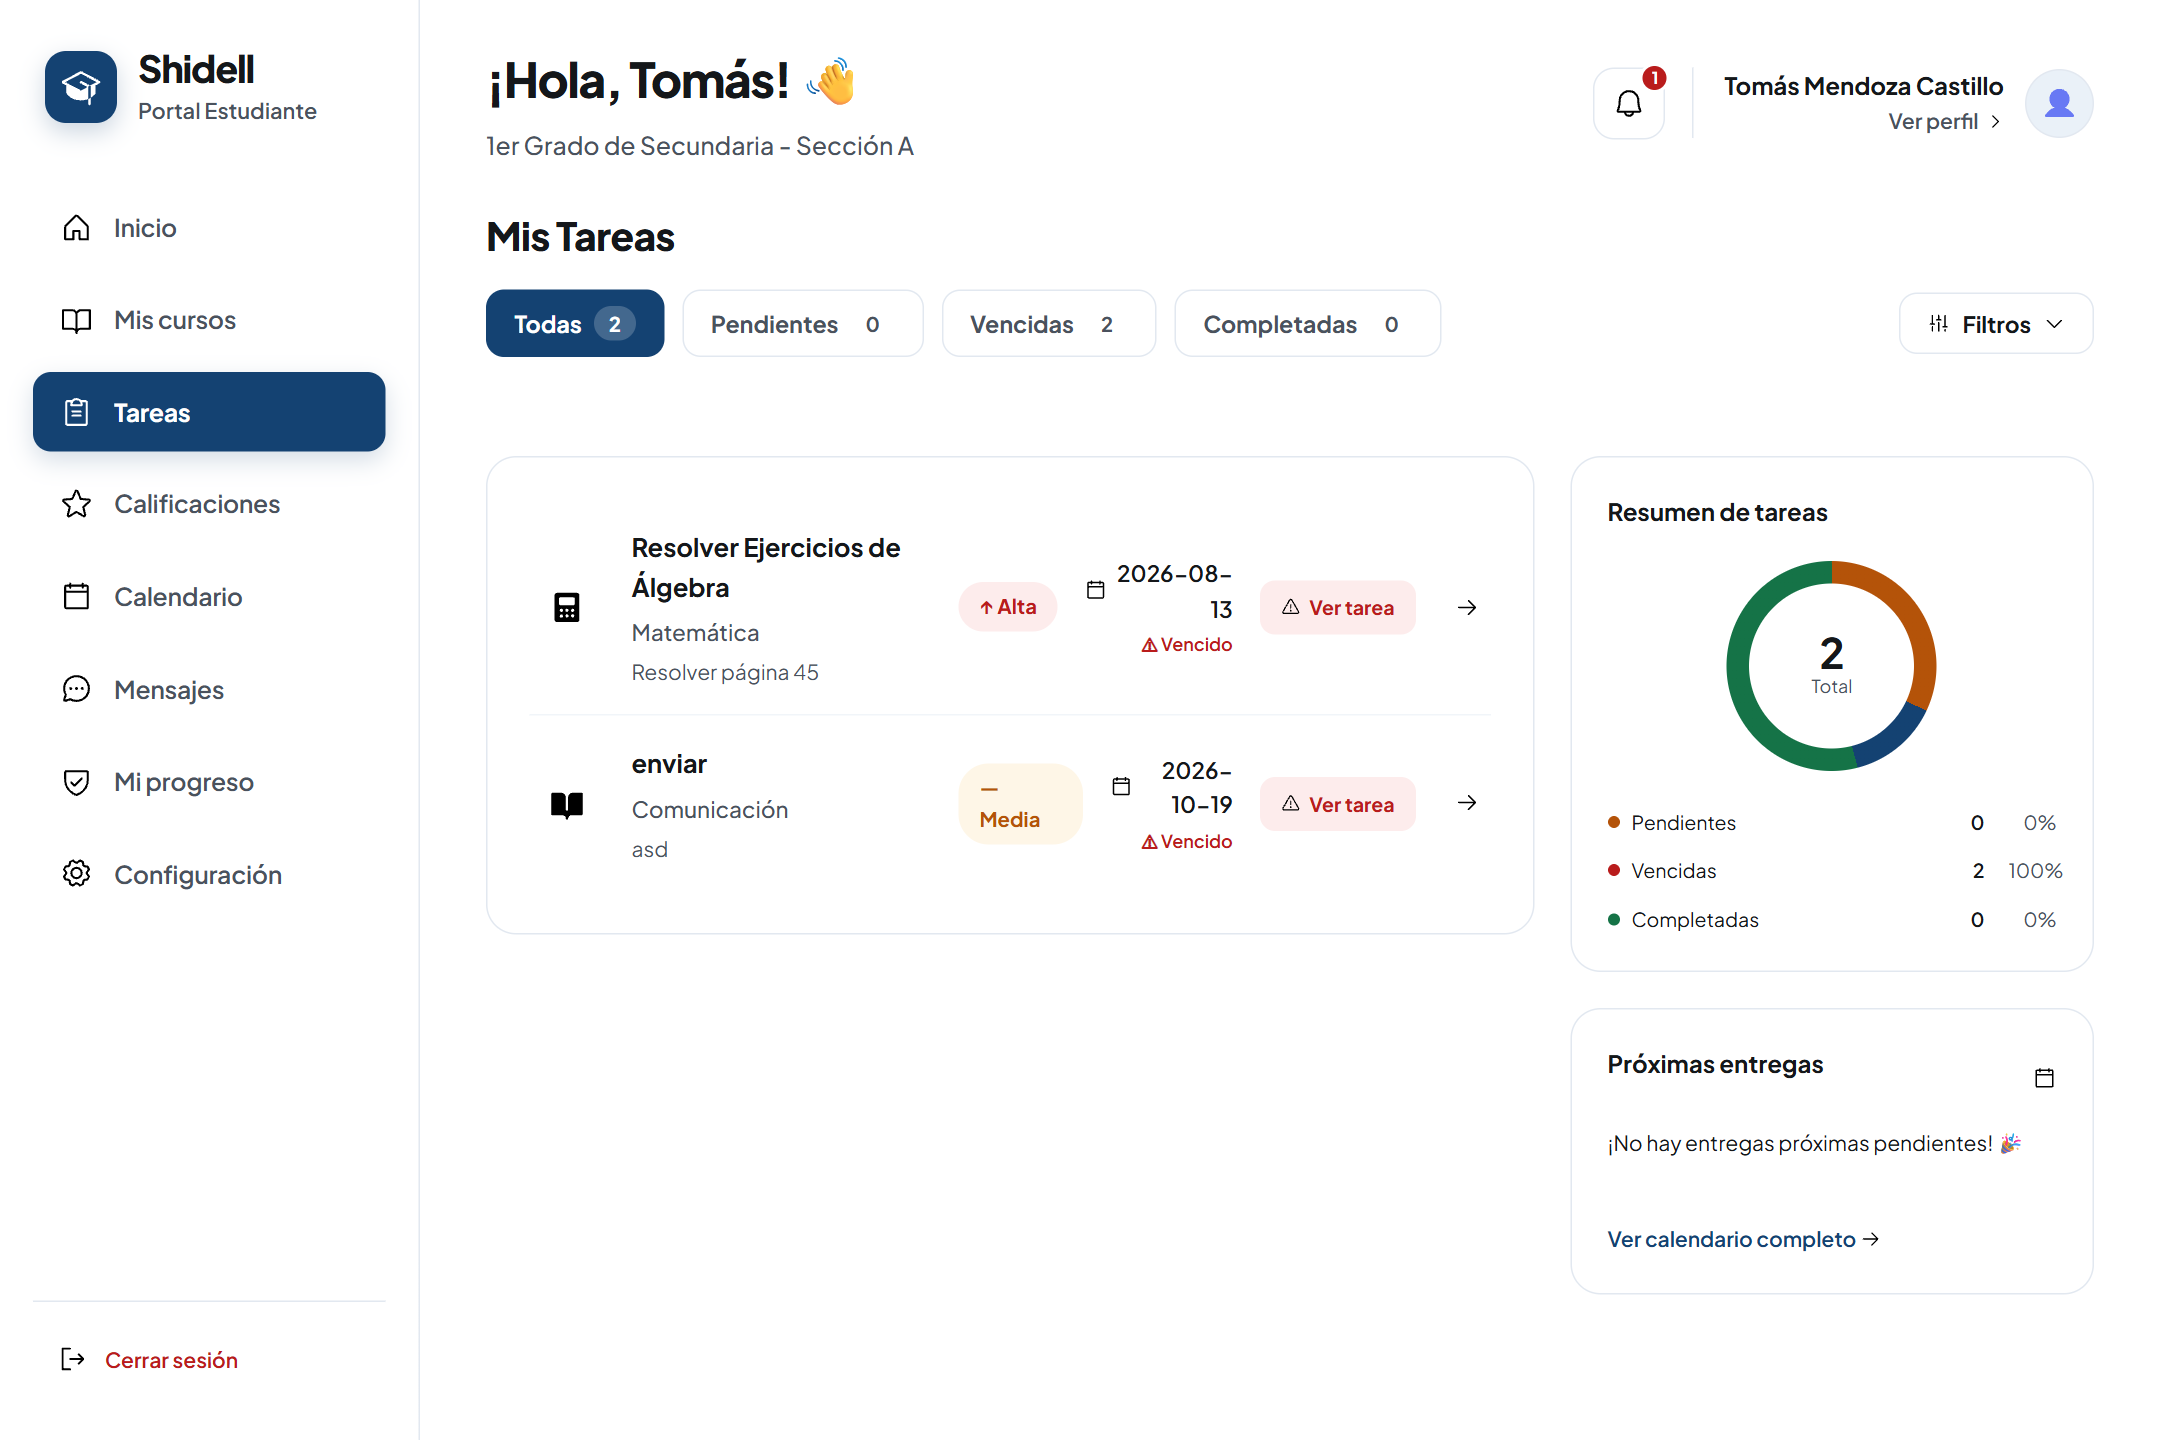 Shidell
Portal Estudiante
Inicio
Mis cursos
Tareas
Calificaciones
Calendario
Mensajes
Mi progreso
Configuración
Cerrar sesión
¡Hola, Tomás! 👋
1er Grado de Secundaria - Sección A
1
Tomás Mendoza Castillo
Ver perfil
Mis Tareas
Todas 2
Pendientes 0
Vencidas 2
Completadas 0
Filtros
Resolver Ejercicios de
Álgebra
Matemática
Resolver página 45
↑ Alta
2026-08-
13
⚠ Vencido
Ver tarea
→
enviar
Comunicación
asd
—
Media
2026-
10-19
⚠ Vencido
Ver tarea
→
Resumen de tareas
2
Total
Pendientes 0 0%
Vencidas 2 100%
Completadas 0 0%
Próximas entregas
¡No hay entregas próximas pendientes! 🎉
Ver calendario completo →